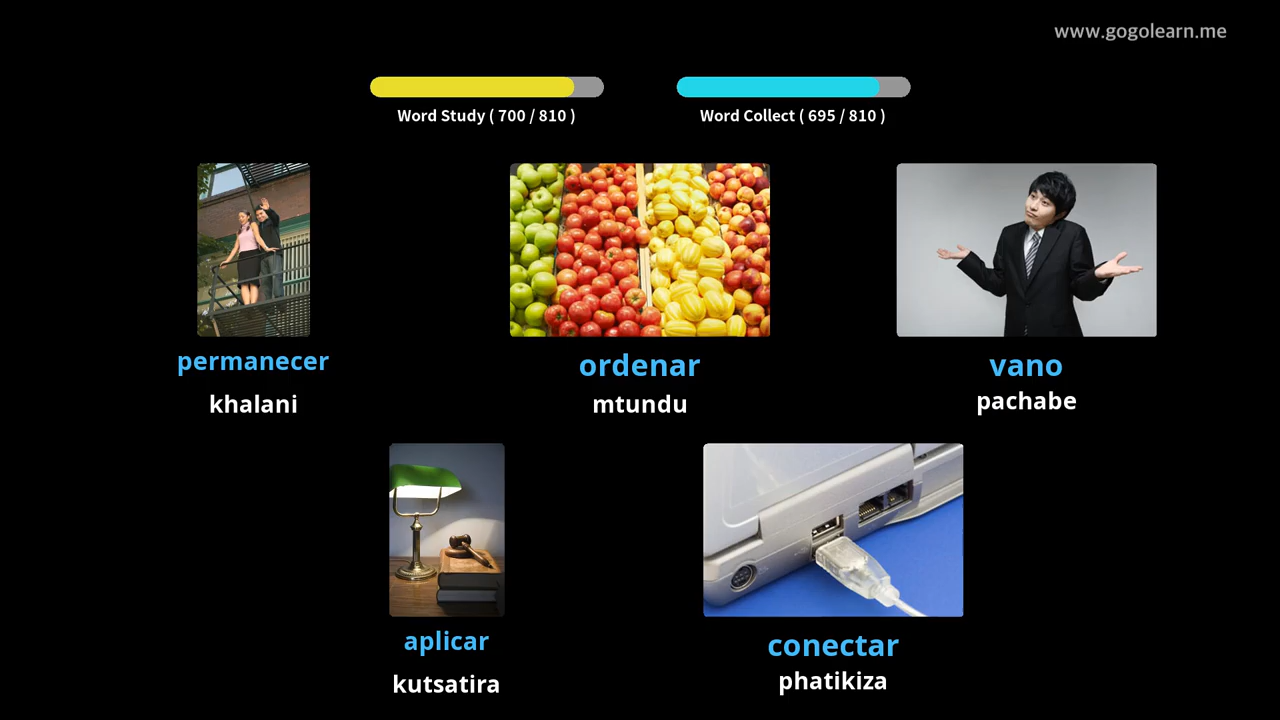 www.gogolearn.me
Word Study ( 700 / 810 )
Word Collect ( 695 / 810 )
permanecer
khalani
ordenar
mtundu
vano
pachabe
aplicar
kutsatira
conectar
phatikiza